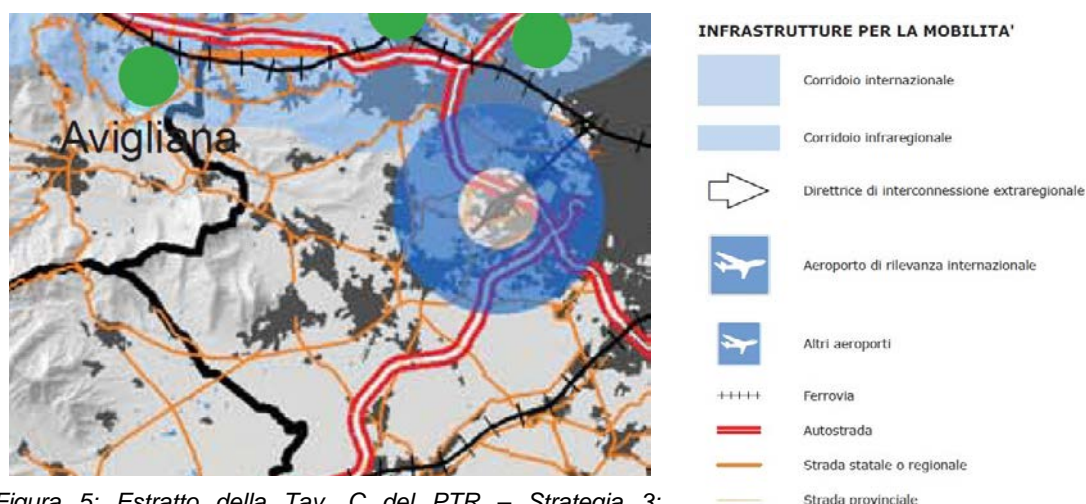 Avigliana
Figura 5: Estratto della Tav. C del PTR – Strategia 3:
INFRASTRUTTURE PER LA MOBILITA'
Corridoio internazionale
Corridoio infraregionale
Direttrice di interconnessione extraregionale
Aeroporto di rilevanza internazionale
Altri aeroporti
Ferrovia
Autostrada
Strada statale o regionale
Strada provinciale